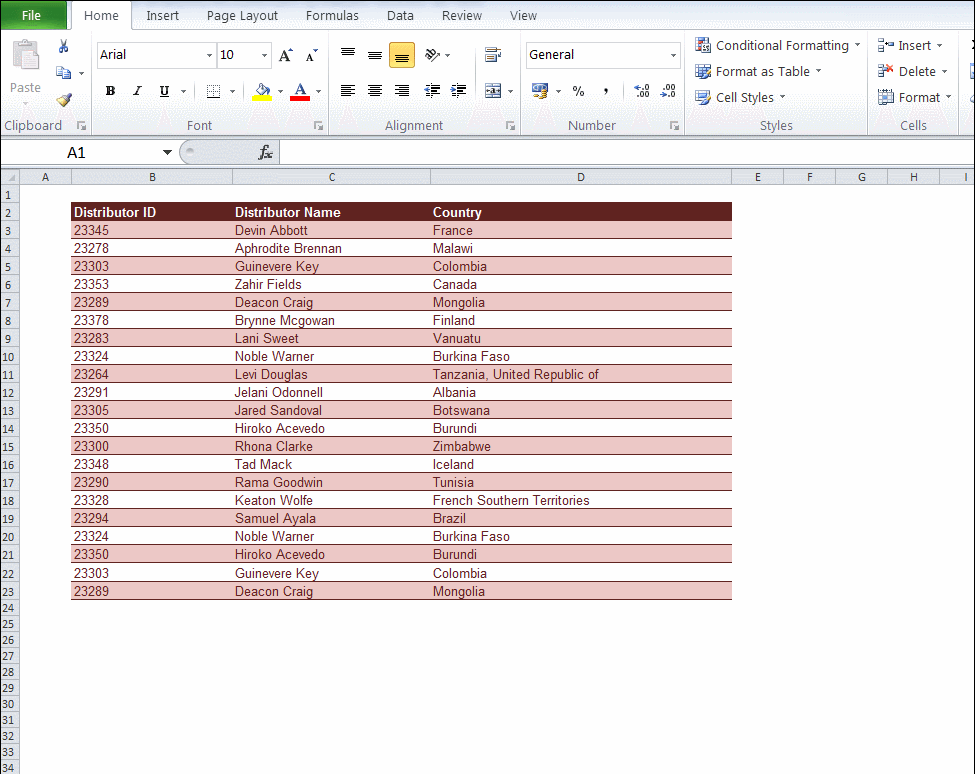 File Home Insert Page Layout Formulas Data Review View
Arial 10 A A General Conditional Formatting Insert
Paste Format as Table Delete
B I U A % , .0 .00 .00 .0 Cell Styles Format
Clipboard Font Alignment Number Styles Cells
A1 fx
A B C D E F G H I
1
2 Distributor ID Distributor Name Country
3 23345 Devin Abbott France
4 23278 Aphrodite Brennan Malawi
5 23303 Guinevere Key Colombia
6 23353 Zahir Fields Canada
7 23289 Deacon Craig Mongolia
8 23378 Brynne Mcgowan Finland
9 23283 Lani Sweet Vanuatu
10 23324 Noble Warner Burkina Faso
11 23264 Levi Douglas Tanzania, United Republic of
12 23291 Jelani Odonnell Albania
13 23305 Jared Sandoval Botswana
14 23350 Hiroko Acevedo Burundi
15 23300 Rhona Clarke Zimbabwe
16 23348 Tad Mack Iceland
17 23290 Rama Goodwin Tunisia
18 23328 Keaton Wolfe French Southern Territories
19 23294 Samuel Ayala Brazil
20 23324 Noble Warner Burkina Faso
21 23350 Hiroko Acevedo Burundi
22 23303 Guinevere Key Colombia
23 23289 Deacon Craig Mongolia
24
25
26
27
28
29
30
31
32
33
34